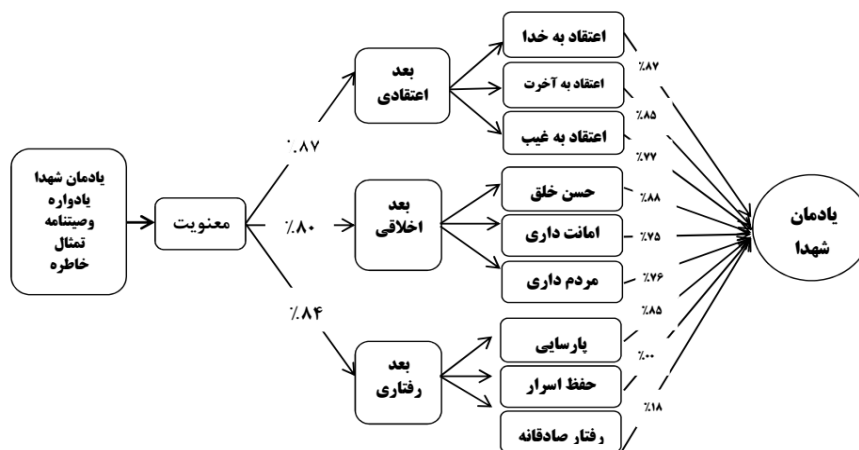 یادمان شهدا
یادواره
وصیتنامه
تمثال
خاطره
معنویت
٪۸۷
٪۸۰
٪۸۴
بعد
اعتقادی
بعد
اخلاقی
بعد
رفتاری
اعتقاد به خدا
اعتقاد به آخرت
اعتقاد به غیب
حسن خلق
امانت داری
مردم داری
پارسایی
حفظ اسرار
رفتار صادقانه
٪۸۷
٪۸۵
٪۷۷
٪۸۸
٪۷۵
٪۷۶
٪۸۵
٪۰۰
٪۱۸
یادمان
شهدا